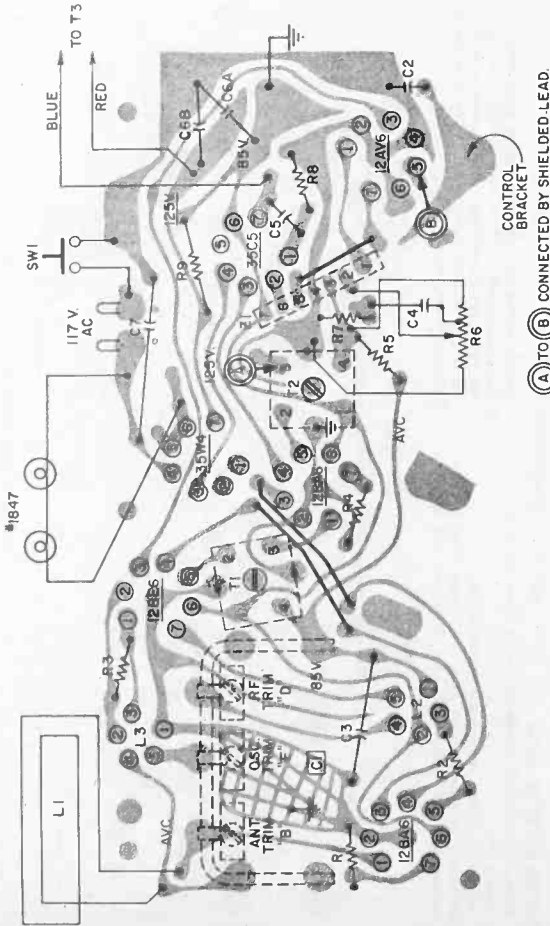 BLUE
TO T3
RED
SW1
117 V.
AC
#1847
C6B
C6A
125V.
85V.
C7
R9
35C5
C5
R8
C2
12AV6
CONTROL
BRACKET
R7
C4
R5
R6
T2
125V.
35W4
12BA6
R4
AVC
12BE6
T1
R3
L3
L1
AVC
RF
TRIM
"D"
OSC
TRIM
"E"
ANT
TRIM
"B"
C1
85V.
C3
L2
R2
12BA6
(A) TO (B) CONNECTED BY SHIELDED-LEAD.